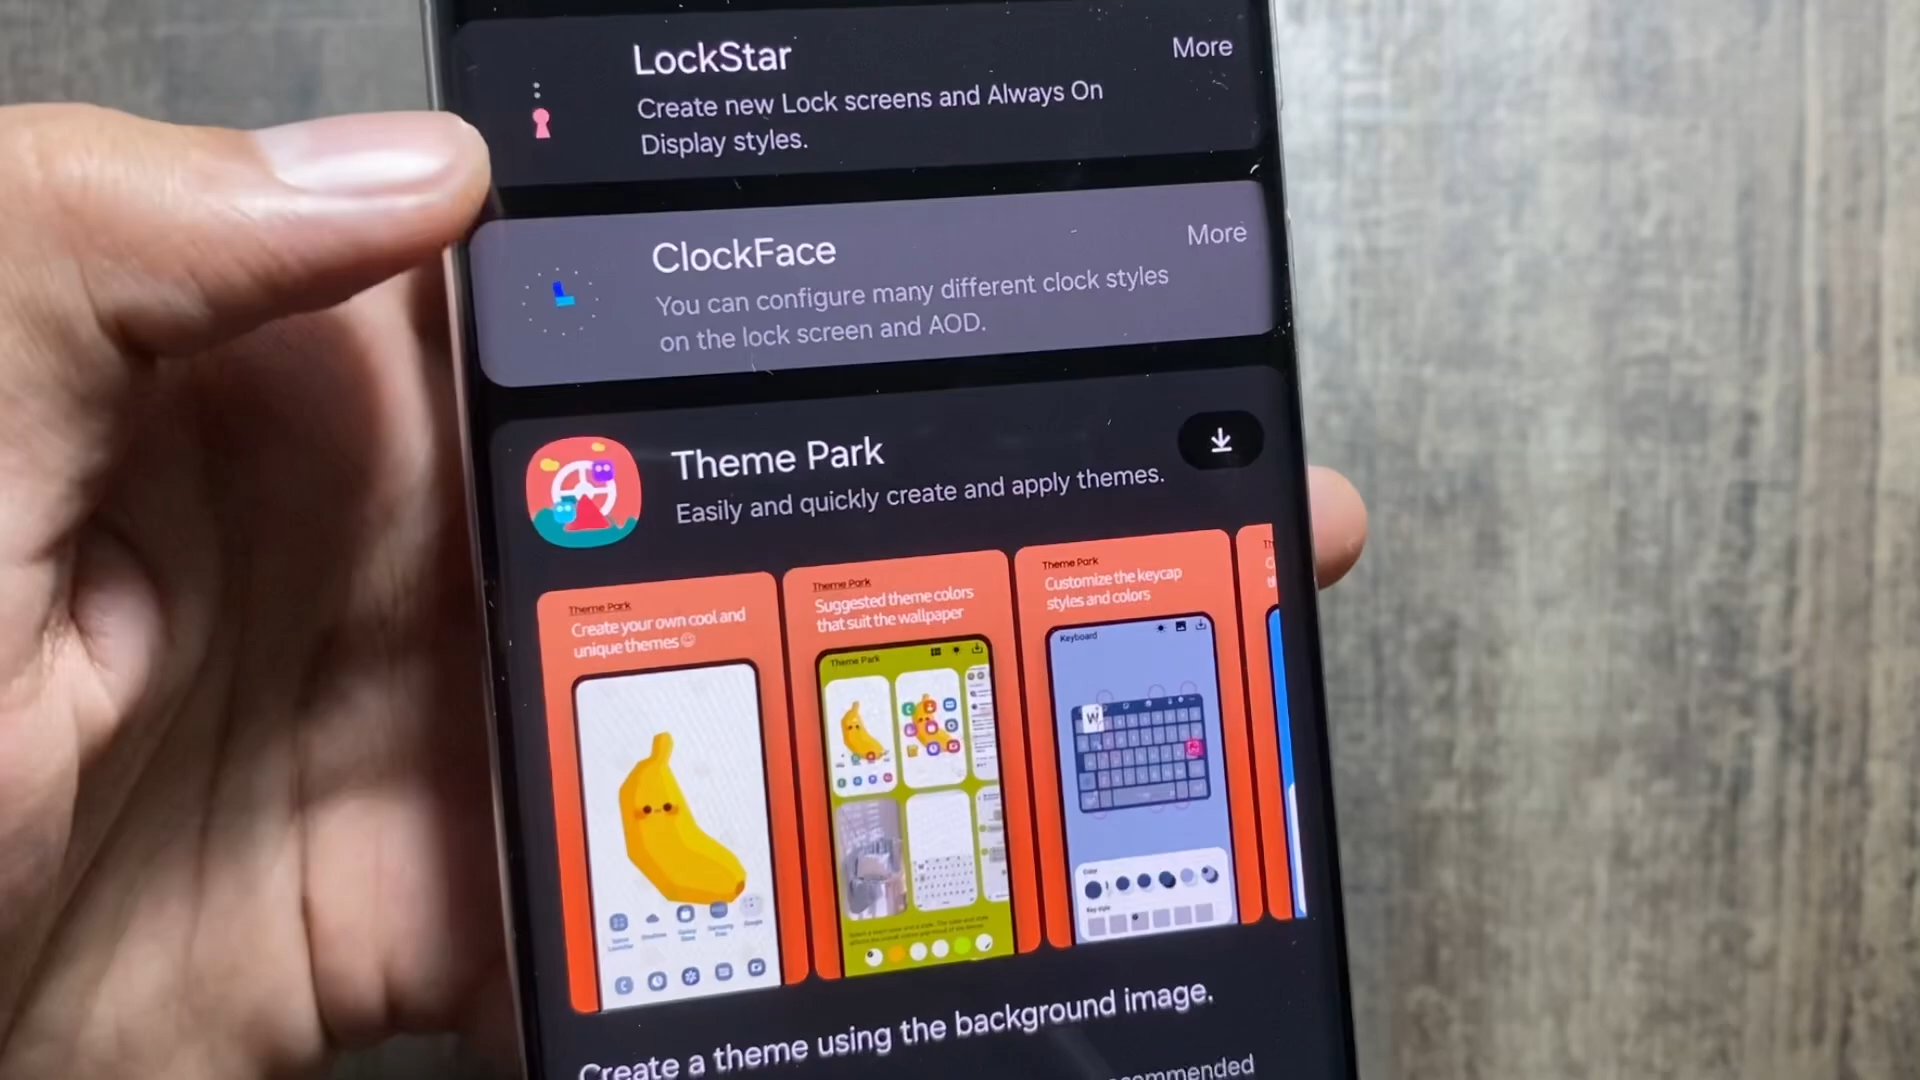 LockStar
More
Create new Lock screens and Always On
Display styles.
ClockFace
More
You can configure many different clock styles
on the lock screen and AOD.
Theme Park
Easily and quickly create and apply themes.
Theme Park
Create your own cool and
unique themes
Theme Park
Suggested theme colors
that suit the wallpaper
Theme Park
Theme Park
Customize the keycap
styles and colors
Keyboard
W
Color
Key style
Create a theme using the background image.